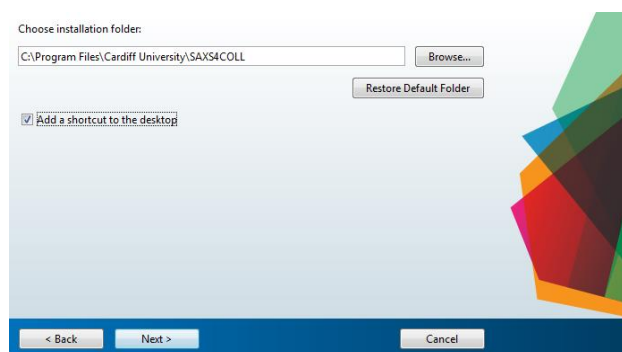 Choose installation folder:
C:\Program Files\Cardiff University\SAXS4COLL
Browse...
Restore Default Folder
Add a shortcut to the desktop
< Back
Next >
Cancel